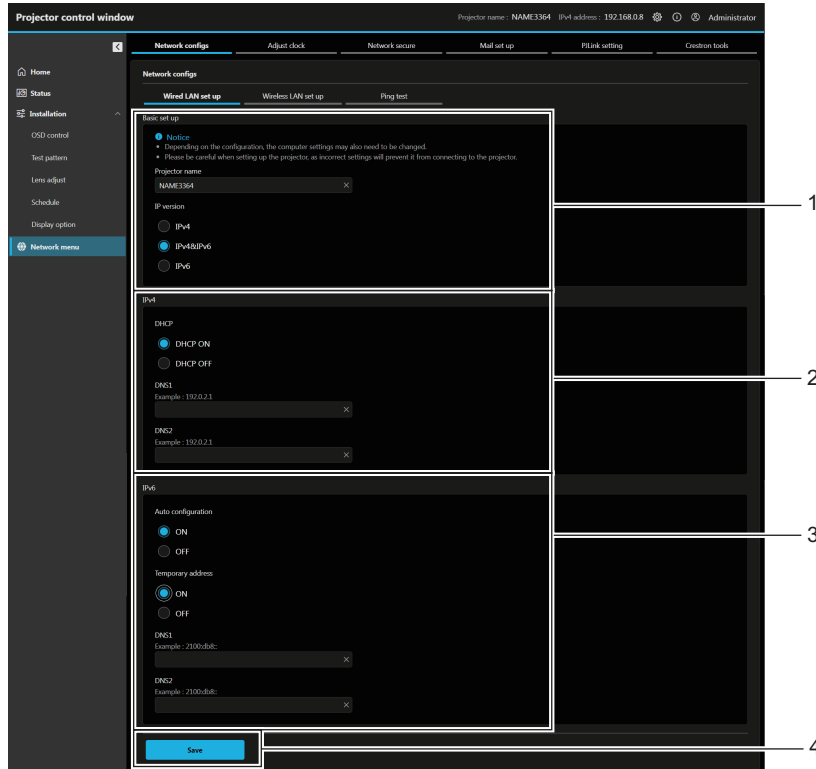 Projector control window
Projector name : NAME3364 IPv4 address : 192.168.0.8 Administrator
Network configs Adjust clock Network secure Mail set up PJLink setting Crestron tools
Home
Status
Installation
OSD control
Test pattern
Lens adjust
Schedule
Display option
Network menu
Network configs
Wired LAN set up Wireless LAN set up Ping test
Basic set up
Notice
• Depending on the configuration, the computer settings may also need to be changed.
• Please be careful when setting up the projector, as incorrect settings will prevent it from connecting to the projector.
Projector name
NAME3364
IP version
IPv4
IPv4&IPv6
IPv6
1
IPv4
DHCP
DHCP ON
DHCP OFF
DNS1
Example : 192.0.2.1
DNS2
Example : 192.0.2.1
2
IPv6
Auto configuration
ON
OFF
Temporary address
ON
OFF
DNS1
Example : 2100:db8::
DNS2
Example : 2100:db8::
3
Save
4